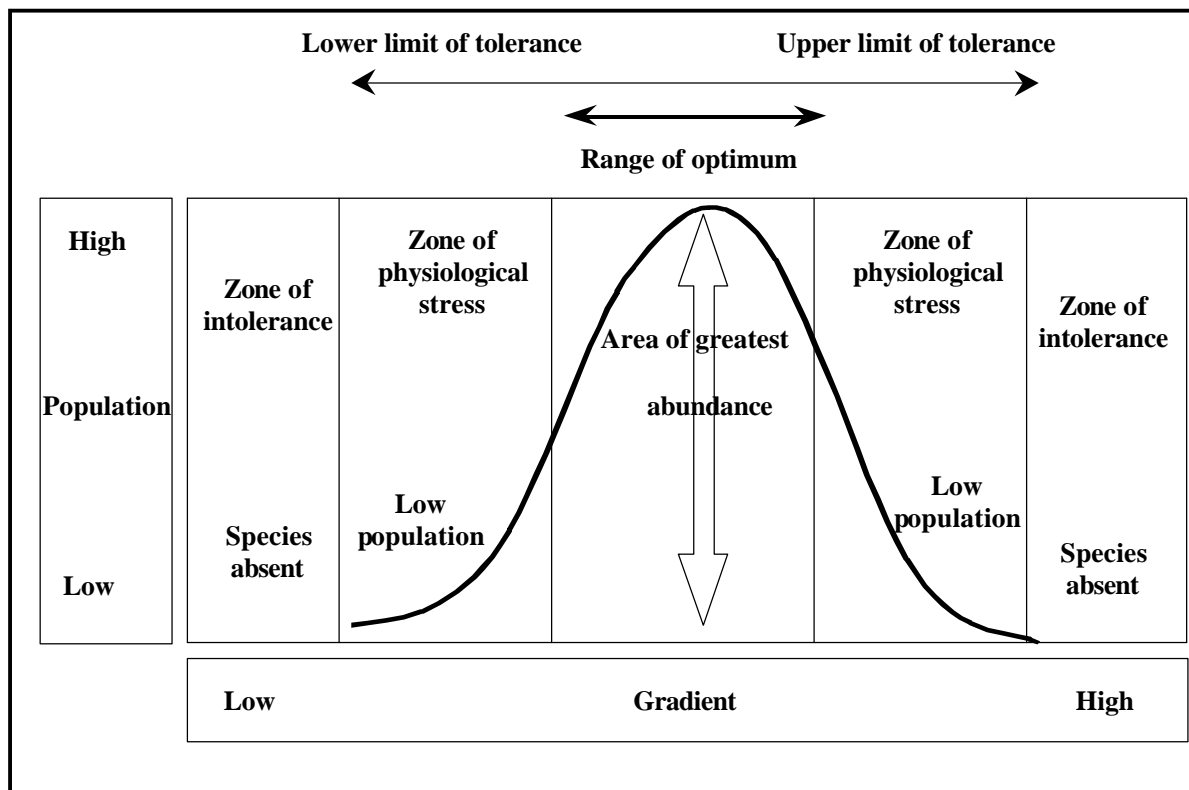 Lower limit of tolerance
Upper limit of tolerance
Range of optimum
High
Population
Low
Zone of
intolerance
Species
absent
Zone of
physiological
stress
Low
population
Area of greatest
abundance
Zone of
physiological
stress
Low
population
Zone of
intolerance
Species
absent
Low
Gradient
High